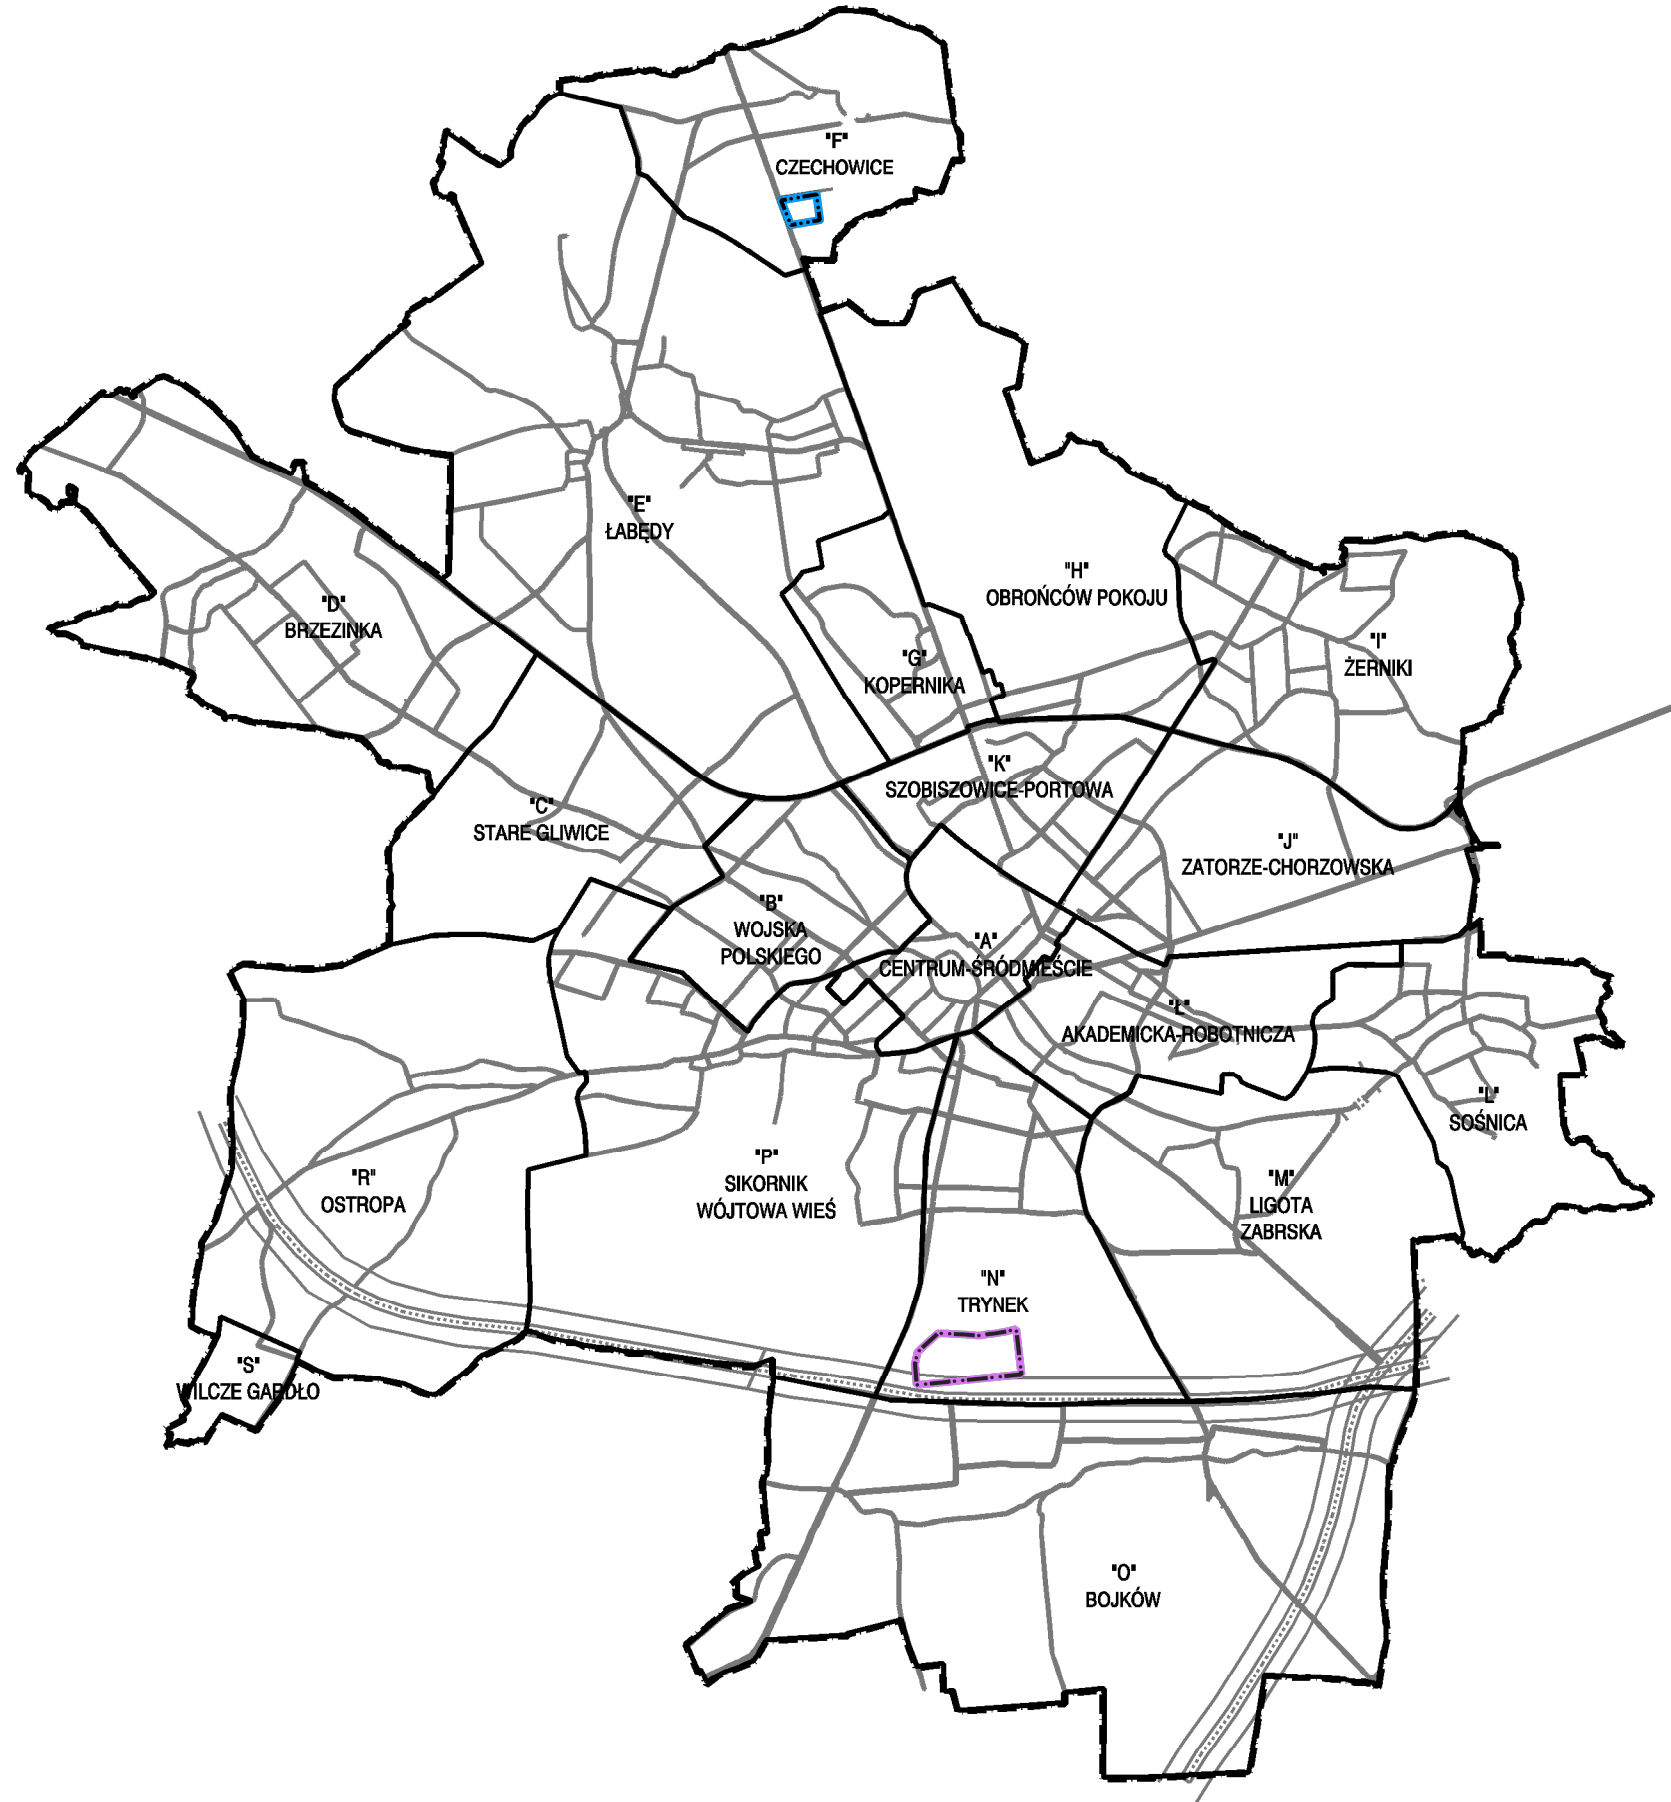 "F"
CZECHOWICE
"E"
ŁABĘDY
"H"
OBROŃCÓW POKOJU
"D"
BRZEZINKA
"I"
ŻERNIKI
"G"
KOPERNIKA
"K"
SZOBISZOWICE-PORTOWA
"C"
STARE GLIWICE
"J"
ZATORZE-CHORZOWSKA
"B"
WOJSKA
POLSKIEGO
"A"
CENTRUM-ŚRÓDMIEŚCIE
"Ł"
AKADEMICKA-ROBOTNICZA
"L"
SOŚNICA
"P"
SIKORNIK
WÓJTOWA WIEŚ
"R"
OSTROPA
"M"
LIGOTA
ZABRSKA
"N"
TRYNEK
"S"
WILCZE GARDŁO
"O"
BOJKÓW